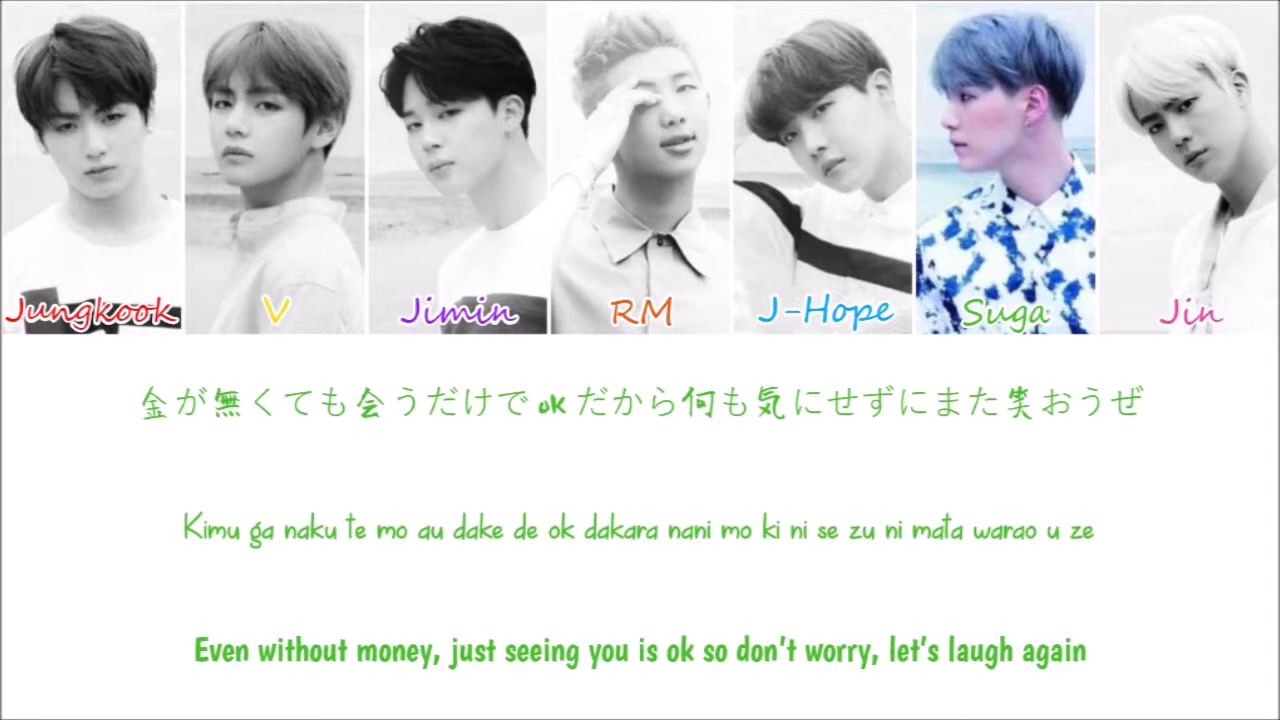 Jungkook V Jimin RM J-Hope Suga Jin
金が無くても会うだけでokだから何も気にせずにまた笑おうぜ
Kimu ga naku te mo au dake de ok dakara nani mo ki ni se zu ni mata warao u ze
Even without money, just seeing you is ok so don't worry, let's laugh again